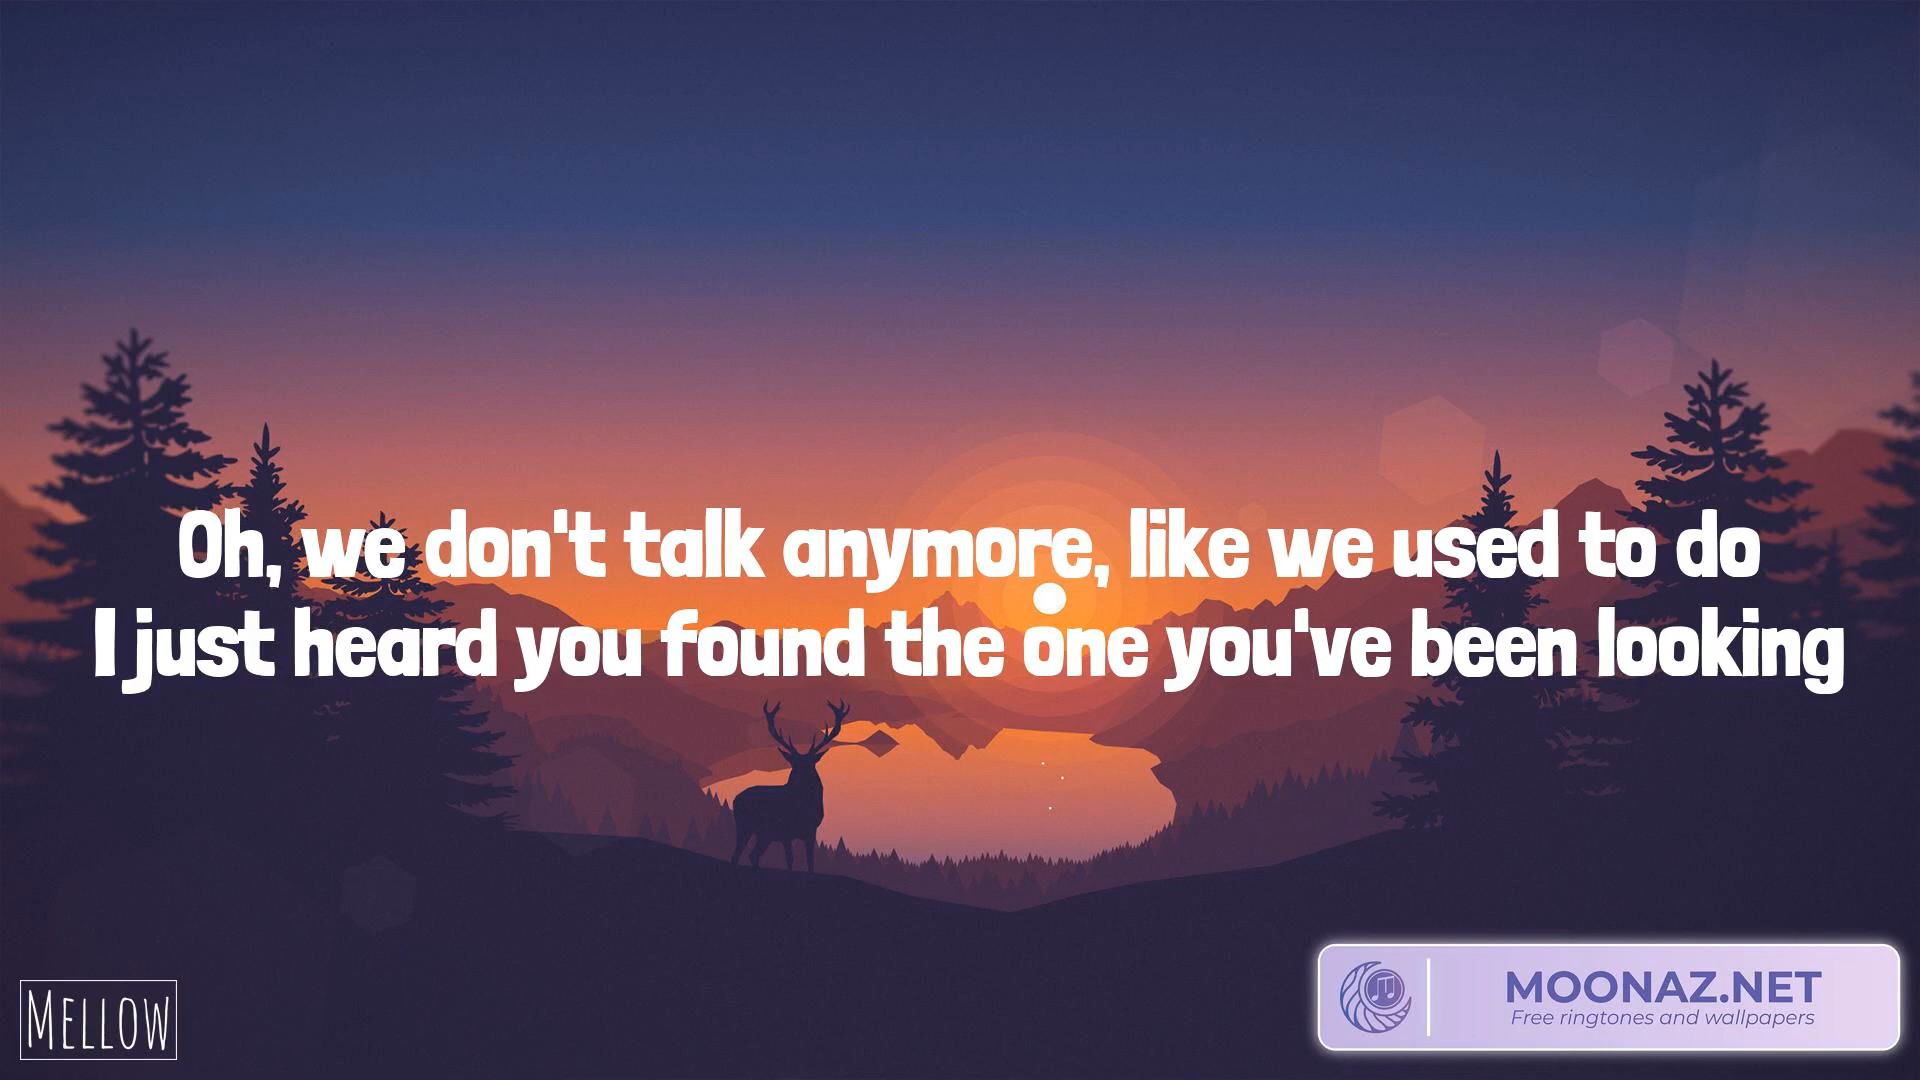 Oh, we don't talk anymore, like we used to do
I just heard you found the one you've been looking
MELLOW
MOONAZ.NET
Free ringtones and wallpapers